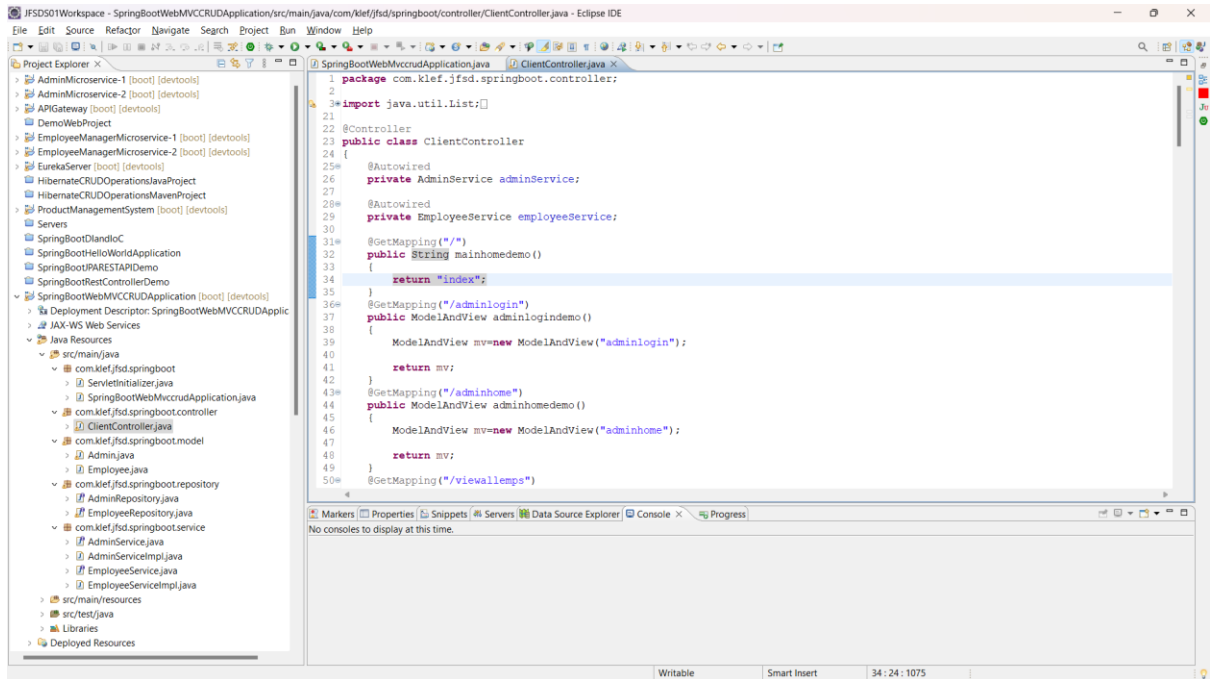 JFSDS01Workspace - SpringBootWebMVCCRUDApplication/src/main/java/com/klef/jfsd/springboot/controller/ClientController.java - Eclipse IDE
File Edit Source Refactor Navigate Search Project Run Window Help
Project Explorer
AdminMicroservice-1 [boot] [devtools]
AdminMicroservice-2 [boot] [devtools]
APIGateway [boot] [devtools]
DemoWebProject
EmployeeManagerMicroservice-1 [boot] [devtools]
EmployeeManagerMicroservice-2 [boot] [devtools]
EurekaServer [boot] [devtools]
HibernateCRUDOperationsJavaProject
HibernateCRUDOperationsMavenProject
ProductManagementSystem [boot] [devtools]
Servers
SpringBootDIandIoC
SpringBootHelloWorldApplication
SpringBootJPARESTAPIDemo
SpringBootRestControllerDemo
SpringBootWebMVCCRUDApplication [boot] [devtools]
Deployment Descriptor: SpringBootWebMVCCRUDApplic
JAX-WS Web Services
Java Resources
src/main/java
com.klef.jfsd.springboot
ServletInitializer.java
SpringBootWebMvccrudApplication.java
com.klef.jfsd.springboot.controller
ClientController.java
com.klef.jfsd.springboot.model
Admin.java
Employee.java
com.klef.jfsd.springboot.repository
AdminRepository.java
EmployeeRepository.java
com.klef.jfsd.springboot.service
AdminService.java
AdminServiceImpl.java
EmployeeService.java
EmployeeServiceImpl.java
src/main/resources
src/test/java
Libraries
Deployed Resources
SpringBootWebMvccrudApplication.java ClientController.java
1 package com.klef.jfsd.springboot.controller;
2
3 import java.util.List;
21
22 @Controller
23 public class ClientController
24 {
25 @Autowired
26 private AdminService adminService;
27
28 @Autowired
29 private EmployeeService employeeService;
30
31 @GetMapping("/")
32 public String mainhomedemo()
33 {
34 return "index";
35 }
36 @GetMapping("/adminlogin")
37 public ModelAndView adminlogindemo()
38 {
39 ModelAndView mv=new ModelAndView("adminlogin");
40
41 return mv;
42 }
43 @GetMapping("/adminhome")
44 public ModelAndView adminhomedemo()
45 {
46 ModelAndView mv=new ModelAndView("adminhome");
47
48 return mv;
49 }
50 @GetMapping("/viewallemps")
Markers Properties Snippets Servers Data Source Explorer Console Progress
No consoles to display at this time.
Writable Smart Insert 34 : 24 : 1075